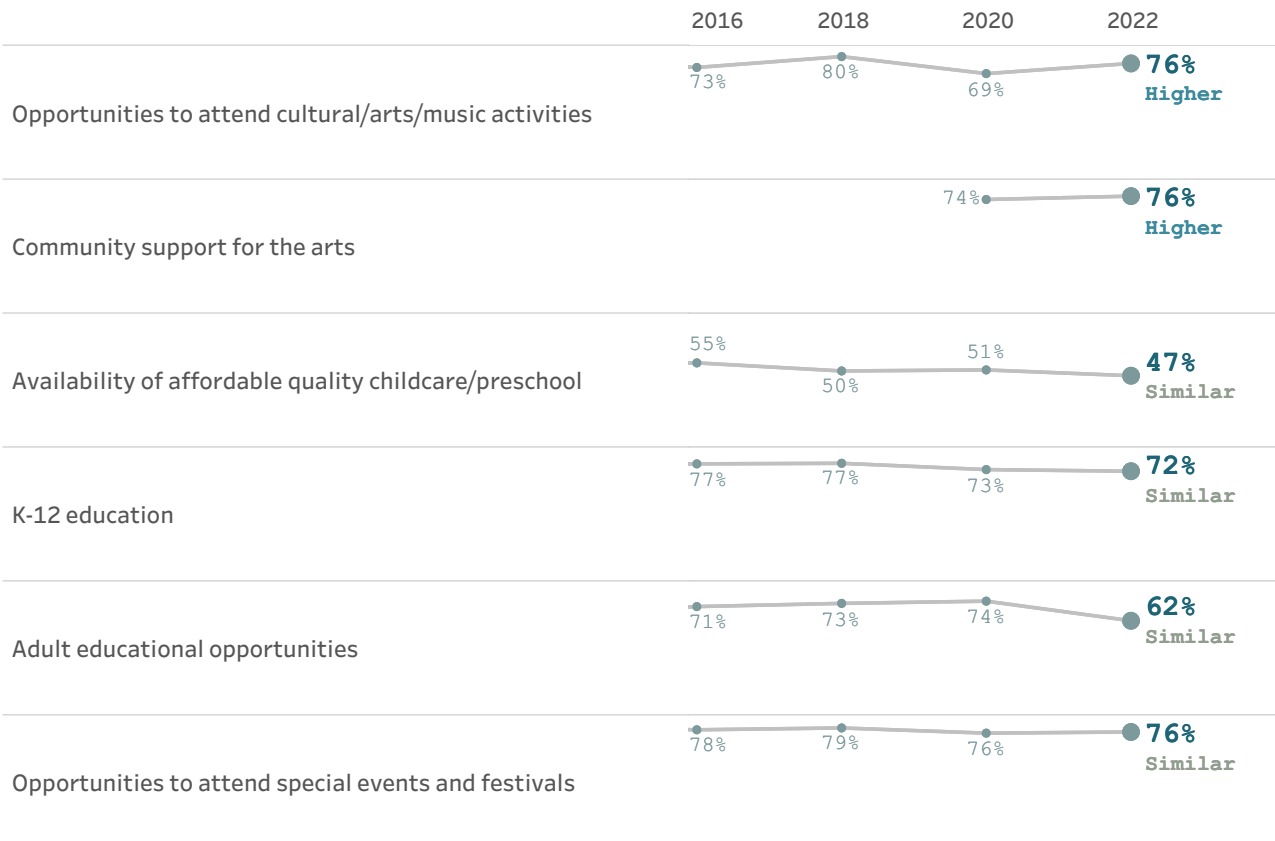 2016 2018 2020 2022
Opportunities to attend cultural/arts/music activities
73% 80% 69% 76%
Higher
Community support for the arts
74% 76%
Higher
Availability of affordable quality childcare/preschool
55% 50% 51% 47%
Similar
K-12 education
77% 77% 73% 72%
Similar
Adult educational opportunities
71% 73% 74% 62%
Similar
Opportunities to attend special events and festivals
78% 79% 76% 76%
Similar